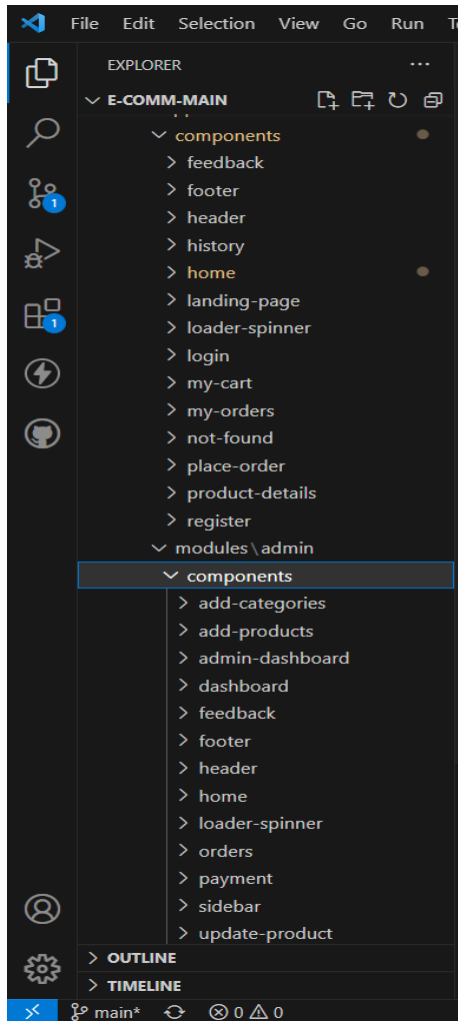 File Edit Selection View Go Run
EXPLORER ...
E-COMM-MAIN
components
feedback
footer
header
history
home
landing-page
loader-spinner
login
my-cart
my-orders
not-found
place-order
product-details
register
modules\admin
components
add-categories
add-products
admin-dashboard
dashboard
feedback
footer
header
home
loader-spinner
orders
payment
sidebar
update-product
OUTLINE
TIMELINE
main* 0 0
1
1